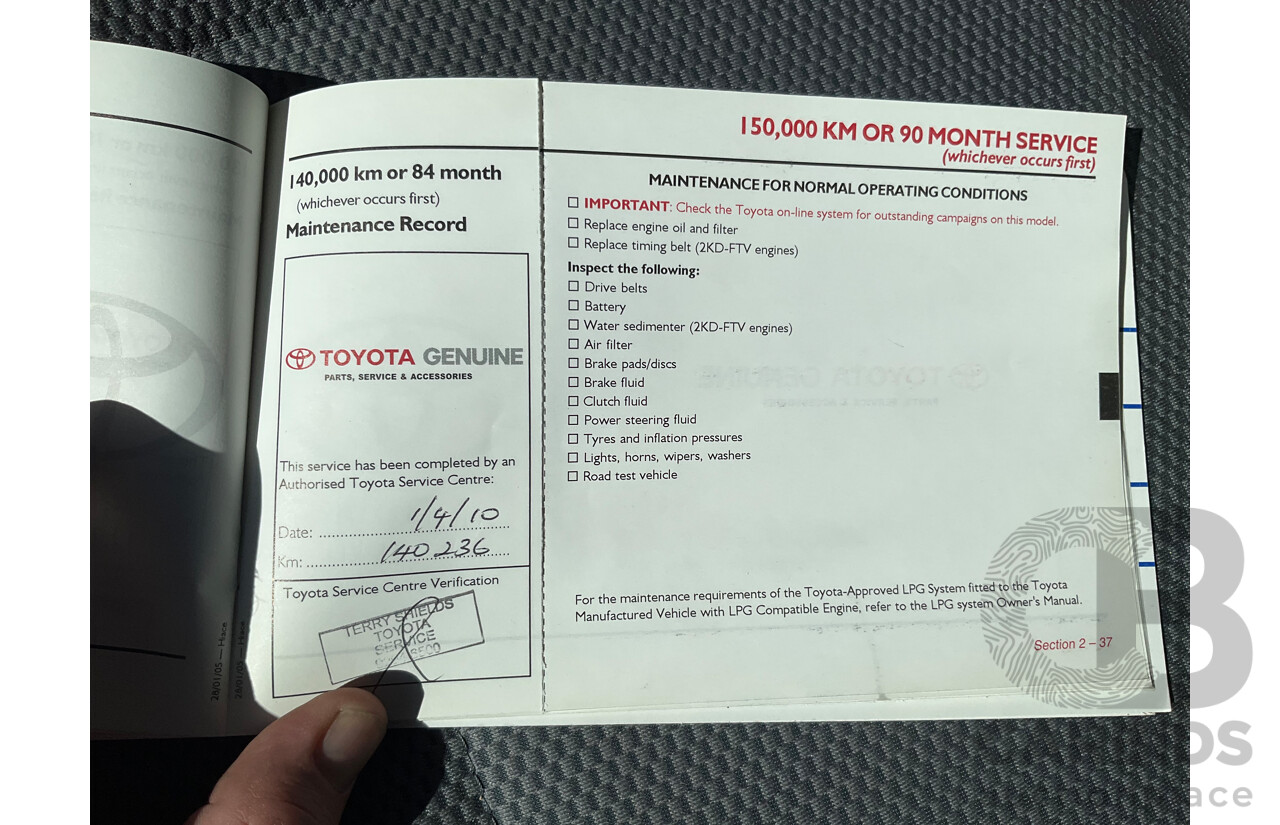 140,000 km or 84 month
(whichever occurs first)
Maintenance Record
TOYOTA GENUINE
PARTS, SERVICE & ACCESSORIES
This service has been completed by an
Authorised Toyota Service Centre:
Date: 1/4/10
Km: 140 236
Toyota Service Centre Verification
TERRY SHIELDS
TOYOTA
SERVICE
28/01/05 — Hiace
150,000 KM OR 90 MONTH SERVICE
(whichever occurs first)
MAINTENANCE FOR NORMAL OPERATING CONDITIONS
☐ IMPORTANT: Check the Toyota on-line system for outstanding campaigns on this model.
☐ Replace engine oil and filter
☐ Replace timing belt (2KD-FTV engines)
Inspect the following:
☐ Drive belts
☐ Battery
☐ Water sedimenter (2KD-FTV engines)
☐ Air filter
☐ Brake pads/discs
☐ Brake fluid
☐ Clutch fluid
☐ Power steering fluid
☐ Tyres and inflation pressures
☐ Lights, horns, wipers, washers
☐ Road test vehicle
For the maintenance requirements of the Toyota-Approved LPG System fitted to the Toyota
Manufactured Vehicle with LPG Compatible Engine, refer to the LPG system Owner's Manual.
Section 2 – 37